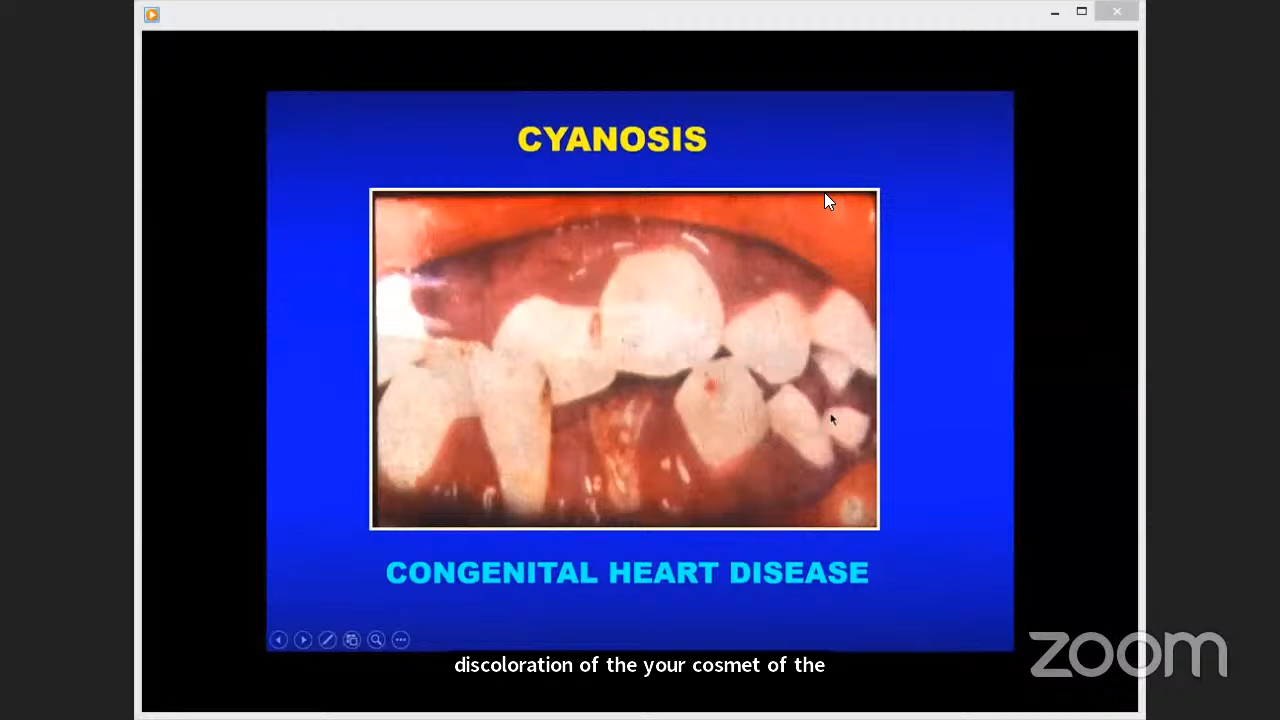 CYANOSIS
CONGENITAL HEART DISEASE
discoloration of the your cosmet of the
zoom